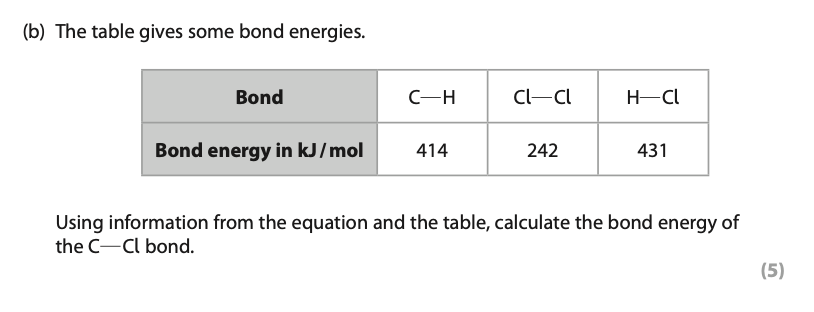 (b) The table gives some bond energies.
Bond C—H Cl—Cl H—Cl
Bond energy in kJ/mol 414 242 431
Using information from the equation and the table, calculate the bond energy of
the C—Cl bond.
(5)